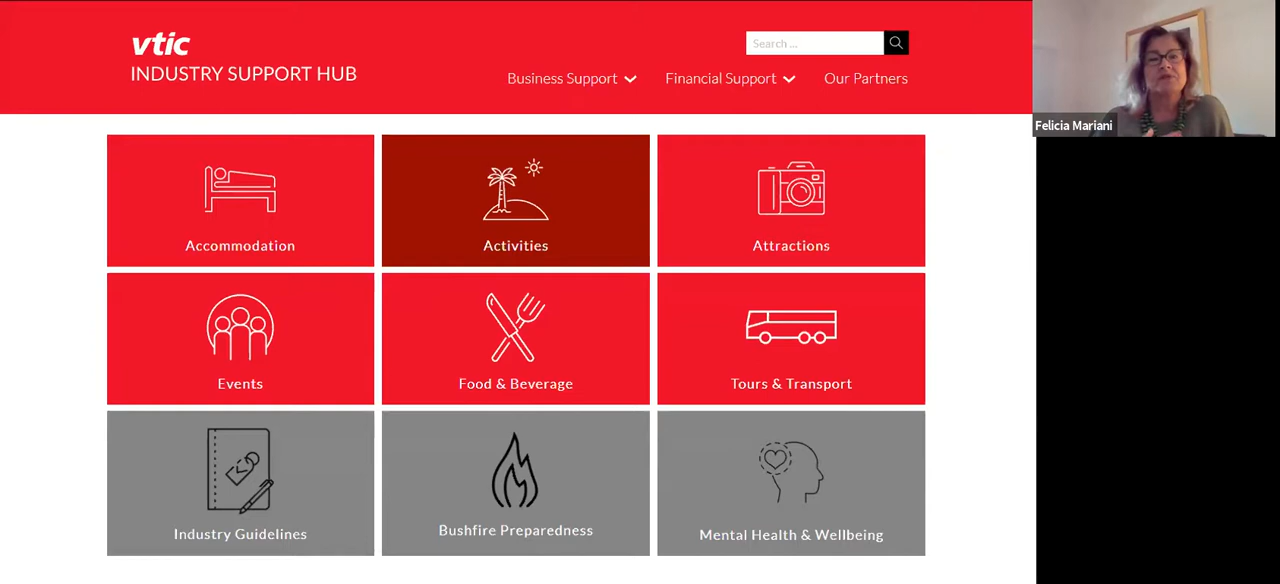 vtic
INDUSTRY SUPPORT HUB
Search ...
Business Support
Financial Support
Our Partners
Felicia Mariani
Accommodation
Activities
Attractions
Events
Food & Beverage
Tours & Transport
Industry Guidelines
Bushfire Preparedness
Mental Health & Wellbeing